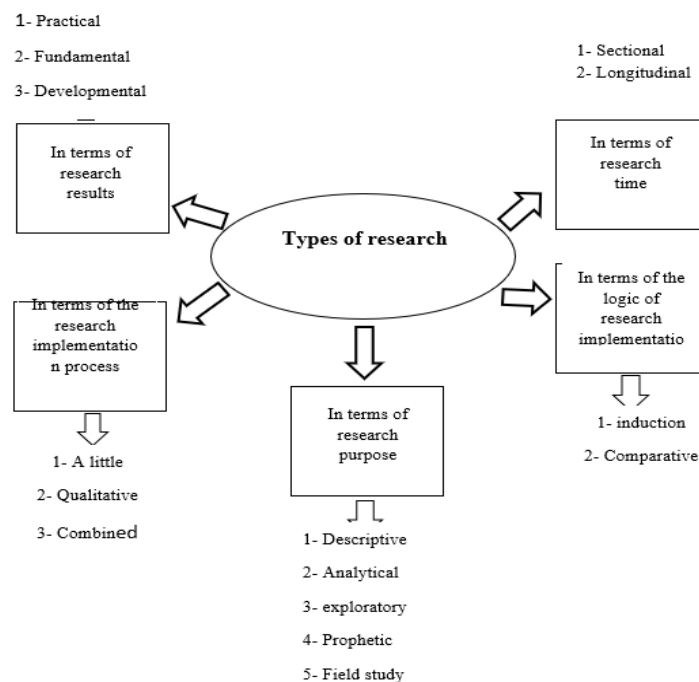 1- Practical
2- Fundamental
3- Developmental
In terms of
research
results
1- Sectional
2- Longitudinal
In terms of
research
time
Types of research
In terms of the
research
implementatio
n process
1- A little
2- Qualitative
3- Combined
In terms of
research
purpose
1- Descriptive
2- Analytical
3- exploratory
4- Prophetic
5- Field study
In terms of the
logic of
research
implementatio
1- induction
2- Comparative